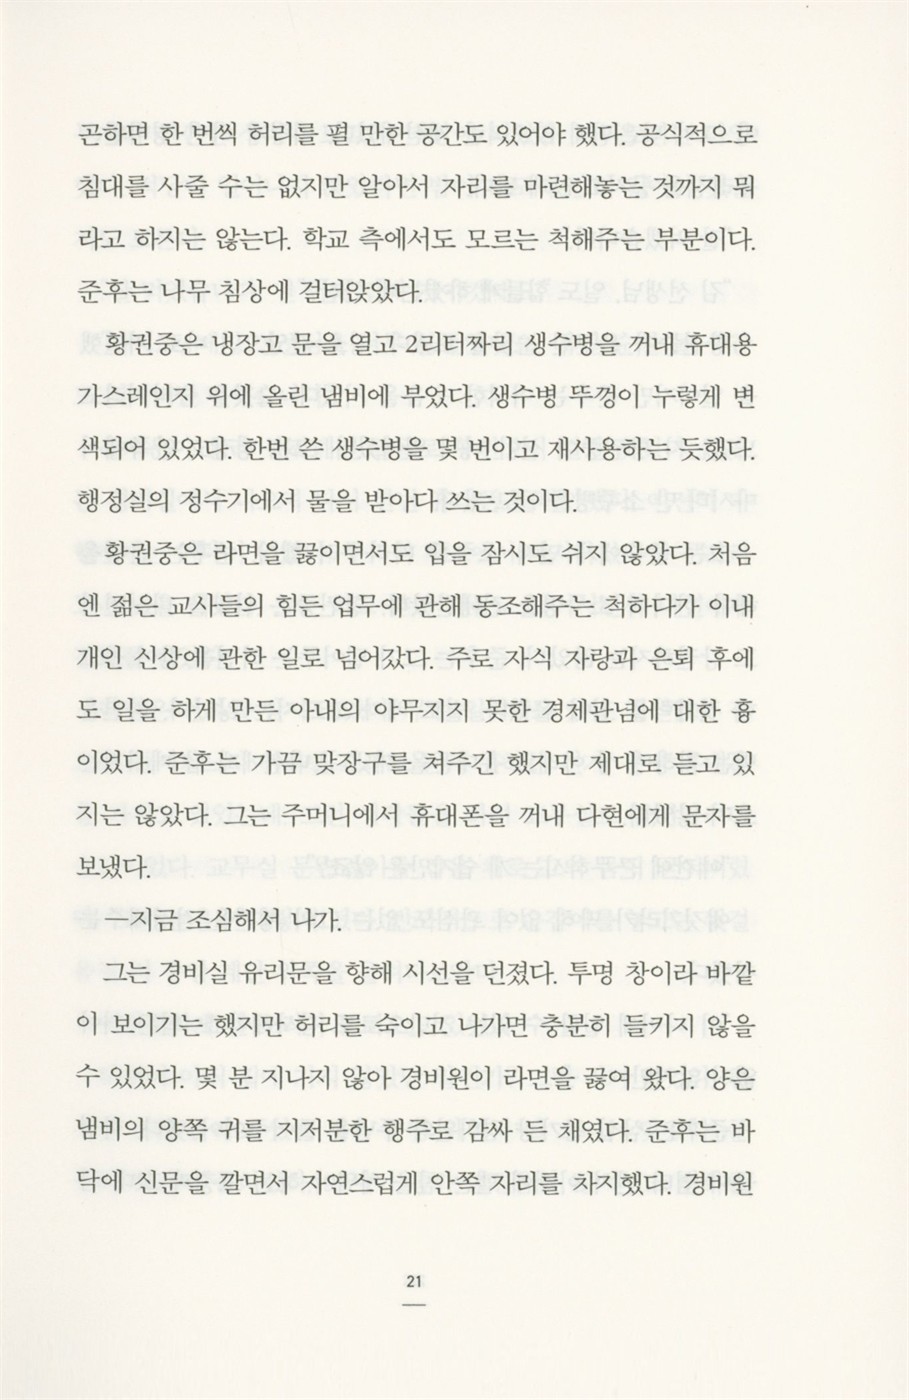 곤하면 한 번씩 허리를 펼 만한 공간도 있어야 했다. 공식적으로
침대를 사줄 수는 없지만 알아서 자리를 마련해놓는 것까지 뭐
라고 하지는 않는다. 학교 측에서도 모르는 척해주는 부분이다.
준후는 나무 침상에 걸터앉았다.
황권중은 냉장고 문을 열고 2리터짜리 생수병을 꺼내 휴대용
가스레인지 위에 올린 냄비에 부었다. 생수병 뚜껑이 누렇게 변
색되어 있었다. 한번 쓴 생수병을 몇 번이고 재사용하는 듯했다.
행정실의 정수기에서 물을 받아다 쓰는 것이다.
황권중은 라면을 끓이면서도 입을 잠시도 쉬지 않았다. 처음
엔 젊은 교사들의 힘든 업무에 관해 동조해주는 척하다가 이내
개인 신상에 관한 일로 넘어갔다. 주로 자식 자랑과 은퇴 후에
도 일을 하게 만든 아내의 야무지지 못한 경제관념에 대한 흉
이었다. 준후는 가끔 맞장구를 쳐주긴 했지만 제대로 듣고 있
지는 않았다. 그는 주머니에서 휴대폰을 꺼내 다현에게 문자를
보냈다.
─지금 조심해서 나가.
그는 경비실 유리문을 향해 시선을 던졌다. 투명 창이라 바깥
이 보이기는 했지만 허리를 숙이고 나가면 충분히 들키지 않을
수 있었다. 몇 분 지나지 않아 경비원이 라면을 끓여 왔다. 양은
냄비의 양쪽 귀를 지저분한 행주로 감싸 든 채였다. 준후는 바
닥에 신문을 깔면서 자연스럽게 안쪽 자리를 차지했다. 경비원
21